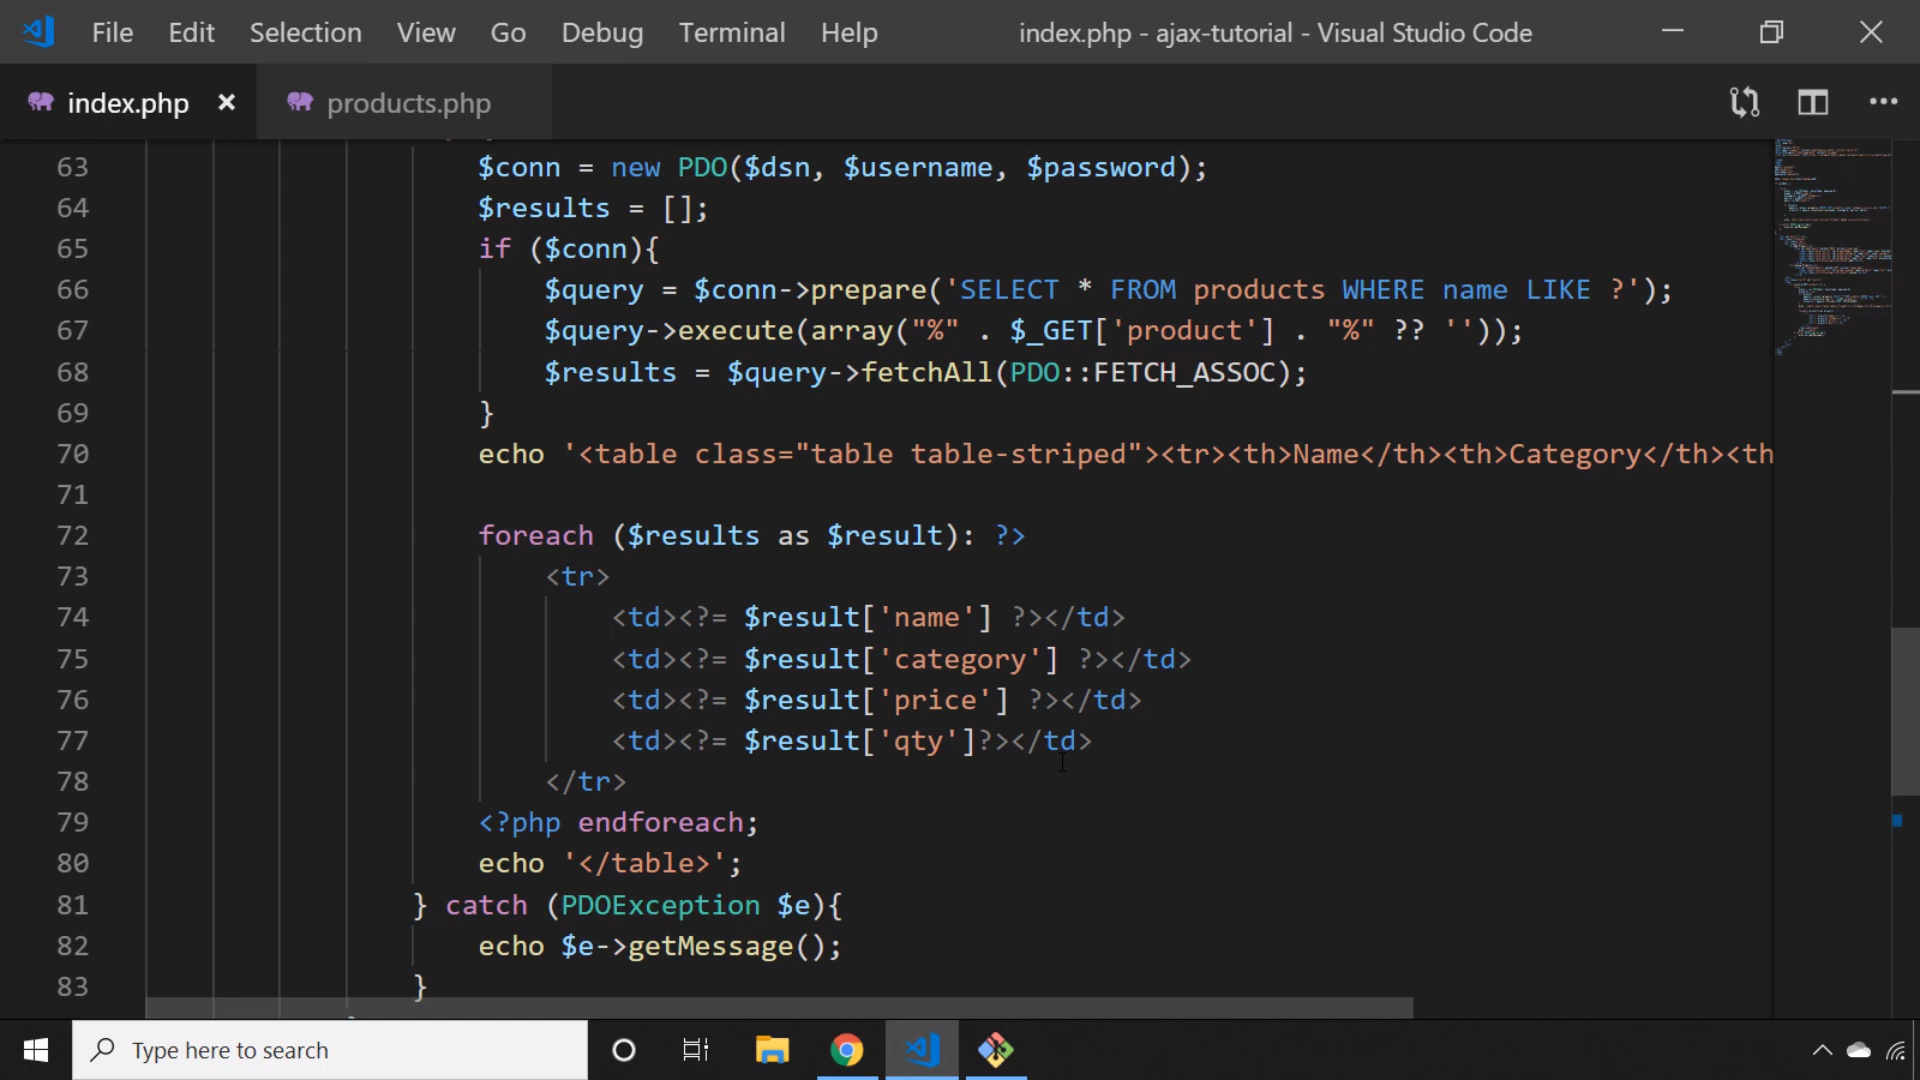 File Edit Selection View Go Debug Terminal Help index.php - ajax-tutorial - Visual Studio Code
index.php products.php
63 $conn = new PDO($dsn, $username, $password);
64 $results = [];
65 if ($conn){
66 $query = $conn->prepare('SELECT * FROM products WHERE name LIKE ?');
67 $query->execute(array("%" . $_GET['product'] . "%" ?? ''));
68 $results = $query->fetchAll(PDO::FETCH_ASSOC);
69 }
70 echo '<table class="table table-striped"><tr><th>Name</th><th>Category</th><th
71
72 foreach ($results as $result): ?>
73 <tr>
74 <td><?= $result['name'] ?></td>
75 <td><?= $result['category'] ?></td>
76 <td><?= $result['price'] ?></td>
77 <td><?= $result['qty']?></td>
78 </tr>
79 <?php endforeach;
80 echo '</table>';
81 } catch (PDOException $e){
82 echo $e->getMessage();
83 }
Type here to search